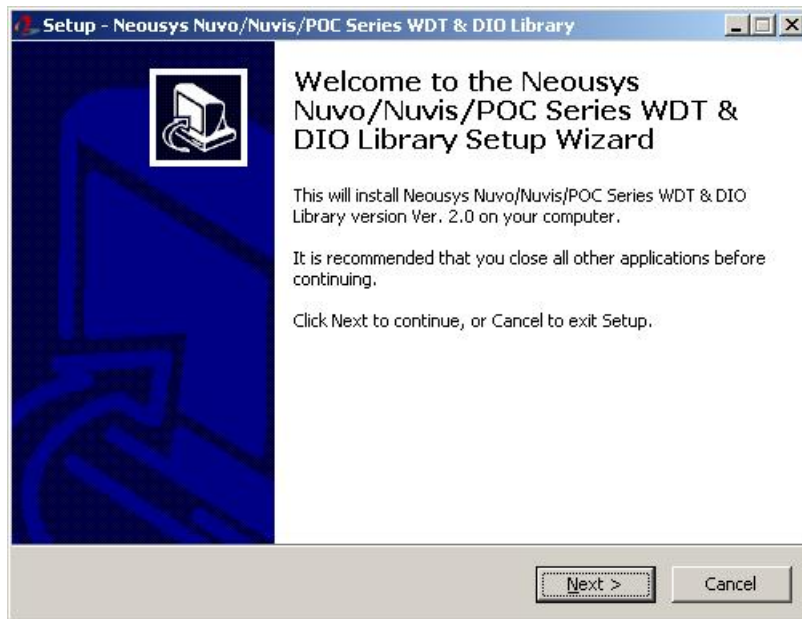 Setup - Neousys Nuvo/Nuvis/POC Series WDT & DIO Library
Welcome to the Neousys
Nuvo/Nuvis/POC Series WDT &
DIO Library Setup Wizard
This will install Neousys Nuvo/Nuvis/POC Series WDT & DIO
Library version Ver. 2.0 on your computer.
It is recommended that you close all other applications before
continuing.
Click Next to continue, or Cancel to exit Setup.
Next >
Cancel